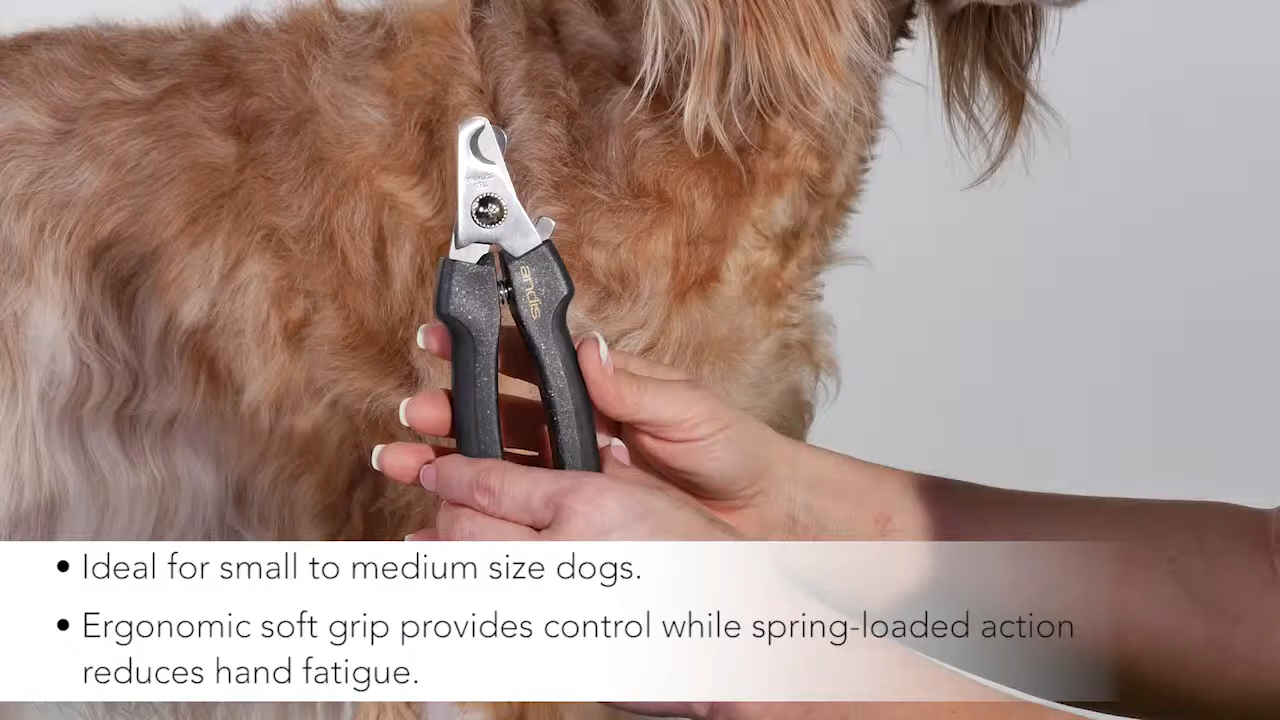 andis
• Ideal for small to medium size dogs.
• Ergonomic soft grip provides control while spring-loaded action
reduces hand fatigue.